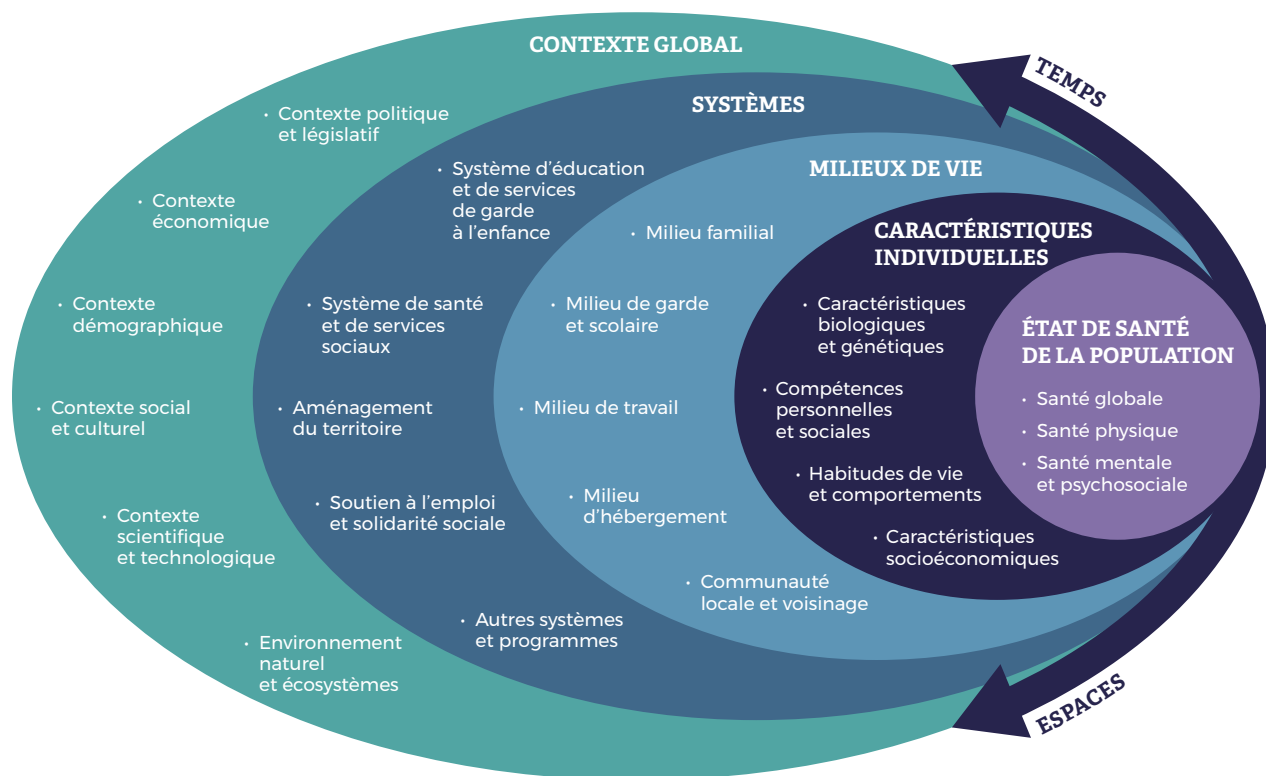 CONTEXTE GLOBAL
• Contexte politique
et législatif
• Contexte
économique
• Contexte
démographique
• Contexte social
et culturel
• Contexte
scientifique
et technologique
• Environnement
naturel
et écosystèmes
SYSTÈMES
• Système d'éducation
et de services
de garde
à l'enfance
• Système de santé
et de services
sociaux
• Aménagement
du territoire
• Soutien à l'emploi
et solidarité sociale
• Autres systèmes
et programmes
MILIEUX DE VIE
• Milieu familial
• Milieu de garde
et scolaire
• Milieu de travail
• Milieu
d'hébergement
• Communauté
locale et voisinage
CARACTÉRISTIQUES
INDIVIDUELLES
• Caractéristiques
biologiques
et génétiques
• Compétences
personnelles
et sociales
• Habitudes de vie
et comportements
• Caractéristiques
socioéconomiques
ÉTAT DE SANTÉ
DE LA POPULATION
• Santé globale
• Santé physique
• Santé mentale
et psychosociale
TEMPS
ESPACES